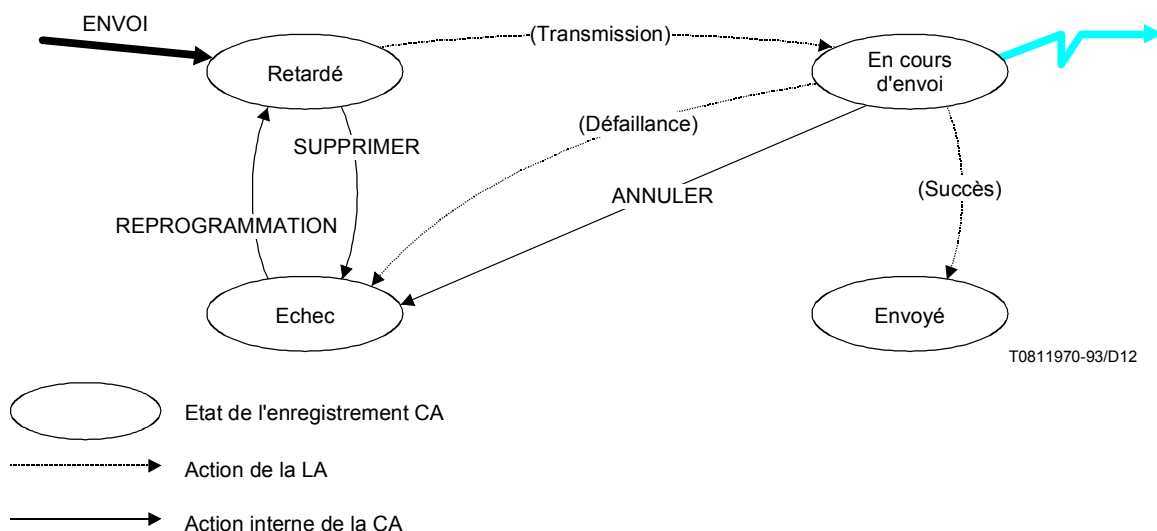 ENVOI
(Transmission)
Retardé
En cours
d'envoi
(Défaillance)
SUPPRIMER
ANNULER
(Succès)
REPROGRAMMATION
Echec
Envoyé
T0811970-93/D12
Etat de l'enregistrement CA
Action de la LA
Action interne de la CA